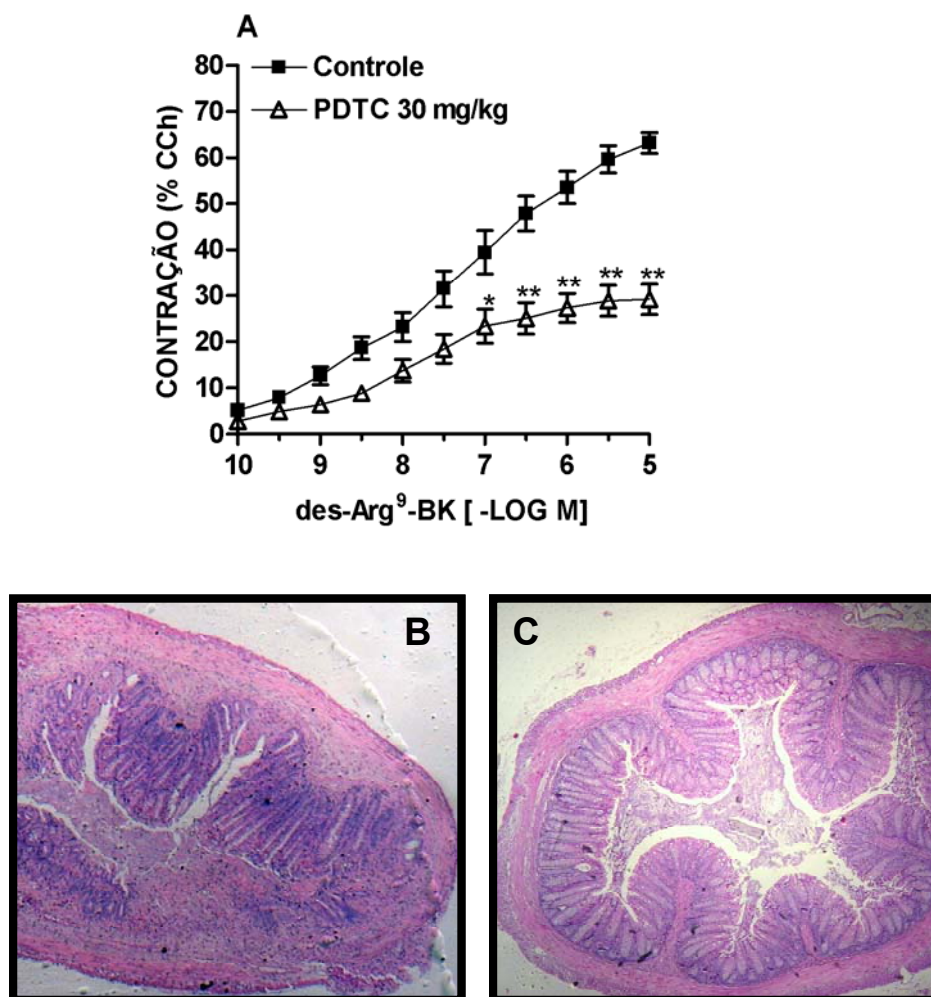 A
80
Controle
70
PDTC 30 mg/kg
60
50
40
30
* ** ** ** **
20
10
0
10 9 8 7 6 5
CONTRAÇÃO (% CCh)
des-Arg⁹-BK [ -LOG M]
B
C